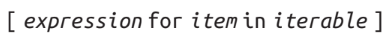 [ expression for item in iterable ]